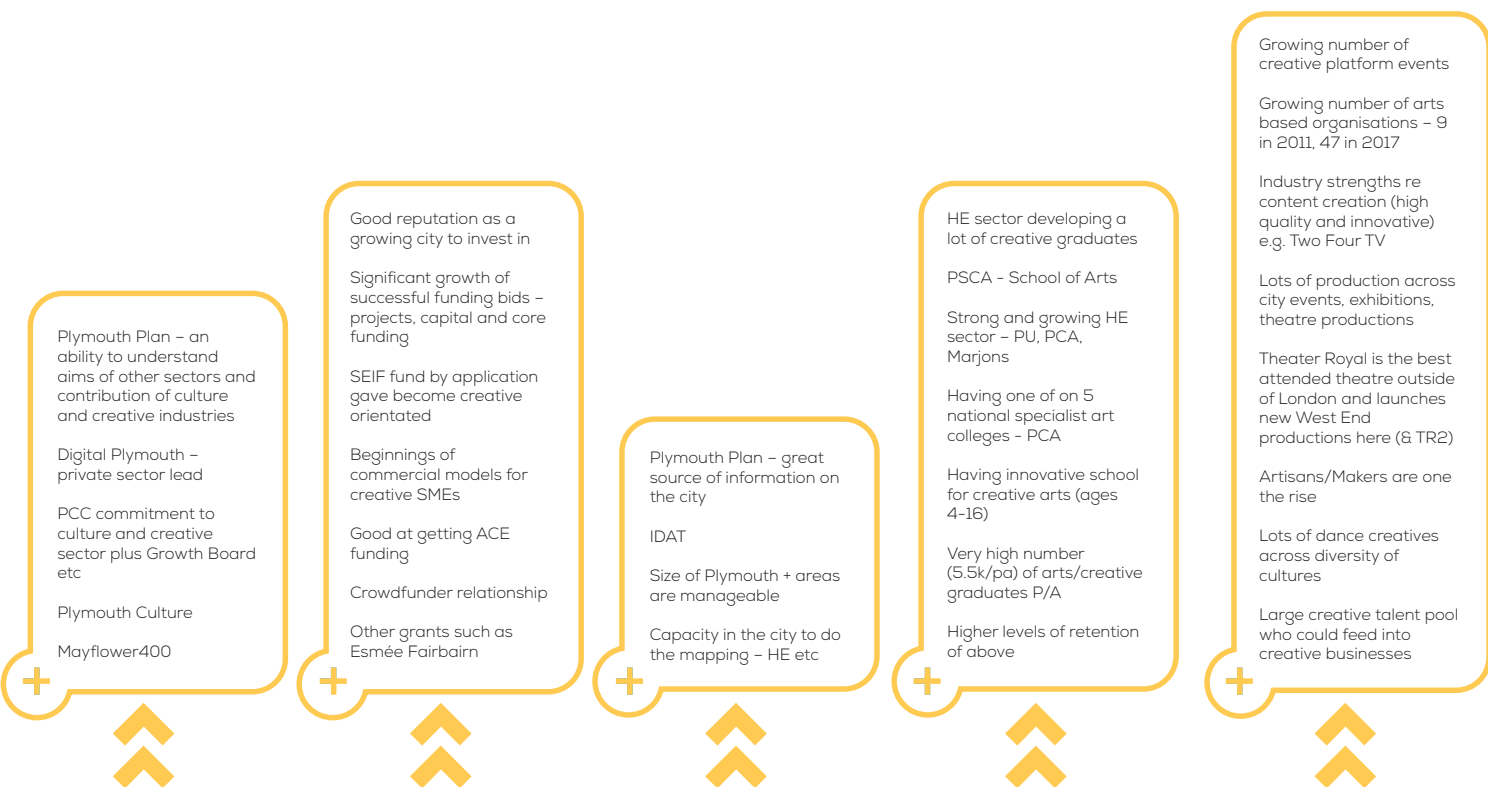 Plymouth Plan – an
ability to understand
aims of other sectors and
contribution of culture
and creative industries
Digital Plymouth –
private sector lead
PCC commitment to
culture and creative
sector plus Growth Board
etc
Plymouth Culture
Mayflower400
Good reputation as a
growing city to invest in
Significant growth of
successful funding bids –
projects, capital and core
funding
SEIF fund by application
gave become creative
orientated
Beginnings of
commercial models for
creative SMEs
Good at getting ACE
funding
Crowdfunder relationship
Other grants such as
Esmée Fairbairn
Plymouth Plan – great
source of information on
the city
IDAT
Size of Plymouth + areas
are manageable
Capacity in the city to do
the mapping – HE etc
HE sector developing a
lot of creative graduates
PSCA - School of Arts
Strong and growing HE
sector – PU, PCA,
Marjons
Having one of on 5
national specialist art
colleges - PCA
Having innovative school
for creative arts (ages
4-16)
Very high number
(5.5k/pa) of arts/creative
graduates P/A
Higher levels of retention
of above
Growing number of
creative platform events
Growing number of arts
based organisations – 9
in 2011, 47 in 2017
Industry strengths re
content creation (high
quality and innovative)
e.g. Two Four TV
Lots of production across
city events, exhibitions,
theatre productions
Theater Royal is the best
attended theatre outside
of London and launches
new West End
productions here (& TR2)
Artisans/Makers are one
the rise
Lots of dance creatives
across diversity of
cultures
Large creative talent pool
who could feed into
creative businesses